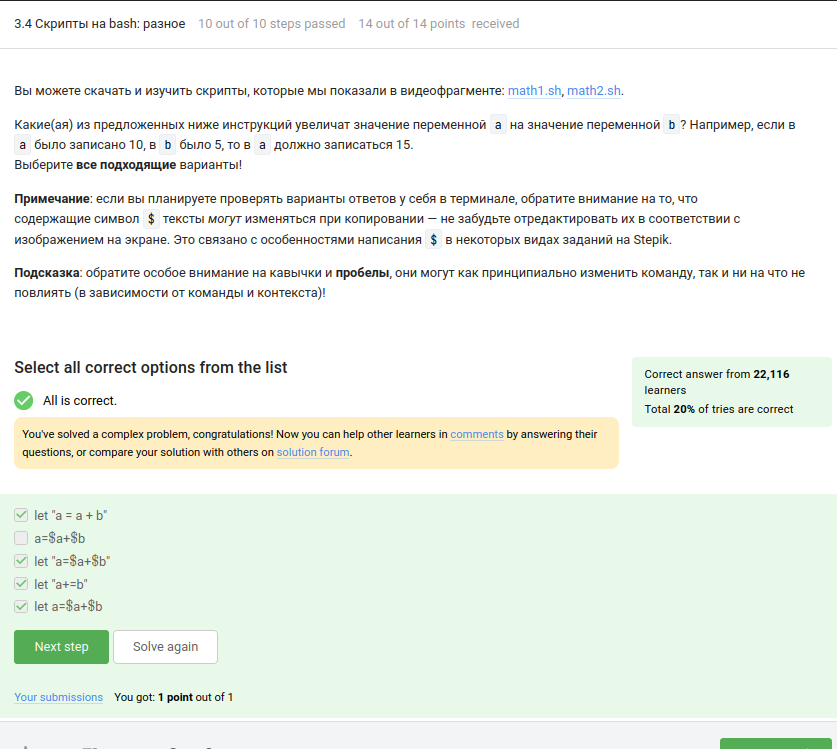 3.4 Скрипты на bash: разное 10 out of 10 steps passed 14 out of 14 points received
Вы можете скачать и изучить скрипты, которые мы показали в видеофрагменте: math1.sh, math2.sh.
Какие(ая) из предложенных ниже инструкций увеличат значение переменной a на значение переменной b ? Например, если в
a было записано 10, в b было 5, то в a должно записаться 15.
Выберите все подходящие варианты!
Примечание: если вы планируете проверять варианты ответов у себя в терминале, обратите внимание на то, что
содержащие символ $ тексты могут изменяться при копировании — не забудьте отредактировать их в соответствии с
изображением на экране. Это связано с особенностями написания $ в некоторых видах заданий на Stepik.
Подсказка: обратите особое внимание на кавычки и пробелы, они могут как принципиально изменить команду, так и ни на что не
повлиять (в зависимости от команды и контекста)!
Select all correct options from the list
All is correct.
You've solved a complex problem, congratulations! Now you can help other learners in comments by answering their
questions, or compare your solution with others on solution forum.
Correct answer from 22,116
learners
Total 20% of tries are correct
let "a = a + b"
a=$a+$b
let "a=$a+$b"
let "a+=b"
let a=$a+$b
Next step Solve again
Your submissions You got: 1 point out of 1